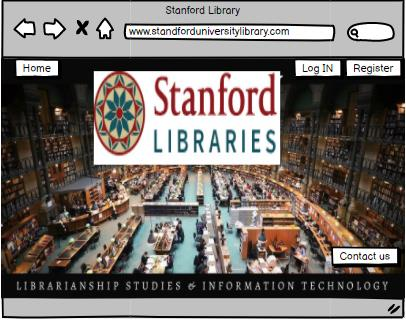 Stanford Library
www.standforduniversitylibrary.com
Home
Log IN
Register
Stanford
LIBRARIES
Contact us
LIBRARIANSHIP STUDIES & INFORMATION TECHNOLOGY